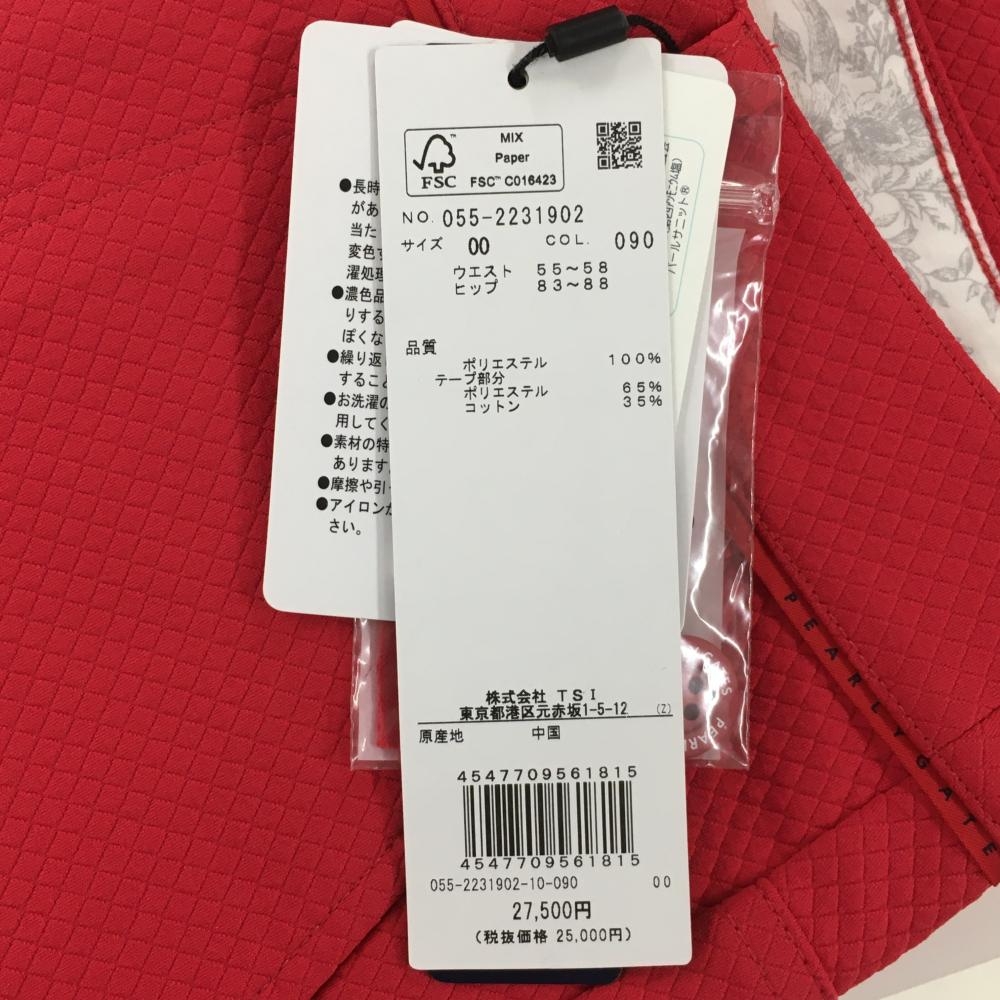 MIX
Paper
FSC™ C016423
FSC
NO. 055-2231902
サイズ 00 COL. 090
ウエスト 55~58
ヒップ 83~88
品質
ポリエステル 100%
テープ部分
ポリエステル 65%
コットン 35%
株式会社 TSI
東京都港区元赤坂1-5-12 (Z)
原産地 中国
4547709561815
4547709561815
055-2231902-10-090 00
27,500円
(税抜価格 25,000円)
●長時
があ
当た
変色す
濯処理
●濃色品
りする
ぽくな
●繰り返
すること
●お洗濯の
用してく
●素材の特
あります
●摩擦や引っ
●アイロンが
さい。
パールサニット®
PEARLY GATE
PEAR